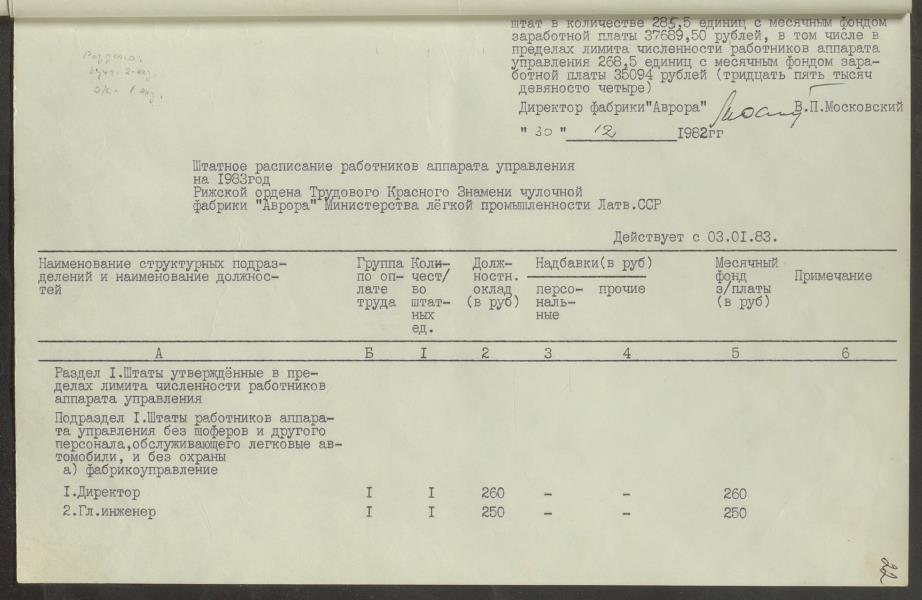 штат в количестве 285,5 единиц с месячным фондом
заработной платы 37689,50 рублей, в том числе в
пределах лимита численности работников аппарата
управления 268,5 единиц с месячным фондом зара-
ботной платы 35094 рублей (тридцать пять тысяч
девяносто четыре)
Директор фабрики"Аврора" В.П.Московский
" 30 " 12 I982гг
Штатное расписание работников аппарата управления
на I983год
Рижской ордена Трудового Красного Знамени чулочной
фабрики "Аврора" Министерства лёгкой промышленности Латв.ССР
Действует с 03.0I.83.
Наименование структурных подраз-
делений и наименование должнос-
тей
Группа
по оп-
лате
труда
Коли-
чест/
во
штат-
ных
ед.
Долж-
ностн.
оклад
(в руб)
Надбавки(в руб)
персо-
наль-
ные
прочие
Месячный
фонд
з/платы
(в руб)
Примечание
А Б I 2 3 4 5 6
Раздел I.Штаты утверждённые в пре-
делах лимита численности работников
аппарата управления
Подраздел I.Штаты работников аппара-
та управления без шоферов и другого
персонала,обслуживающего легковые ав-
томобили, и без охраны
а) фабрикоуправление
I.Директор I I 260 - - 260
2.Гл.инженер I I 250 - - 250
22